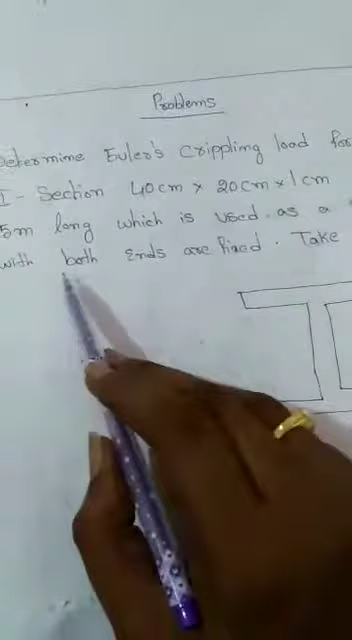 Problems
Determine Euler's crippling load for
I - Section 40cm x 20cm x 1cm
5m long which is used as a
with both Ends are fixed. Take